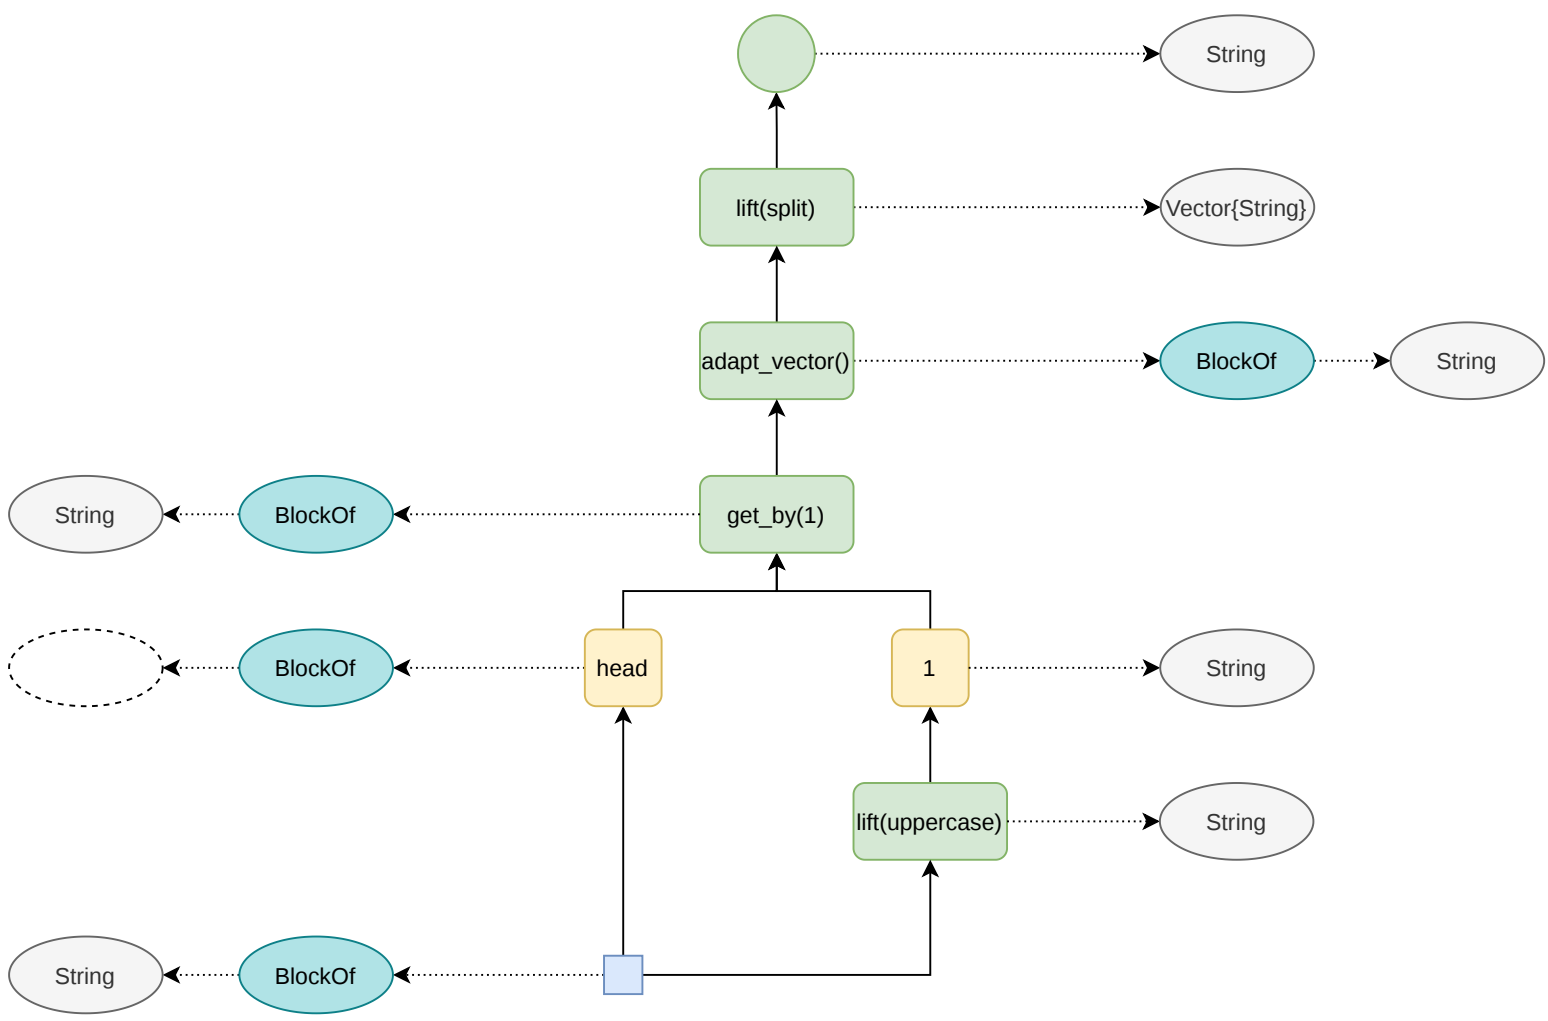 String
lift(split)
Vector{String}
adapt_vector()
BlockOf
String
String
BlockOf
get_by(1)
BlockOf
head
1
String
lift(uppercase)
String
String
BlockOf